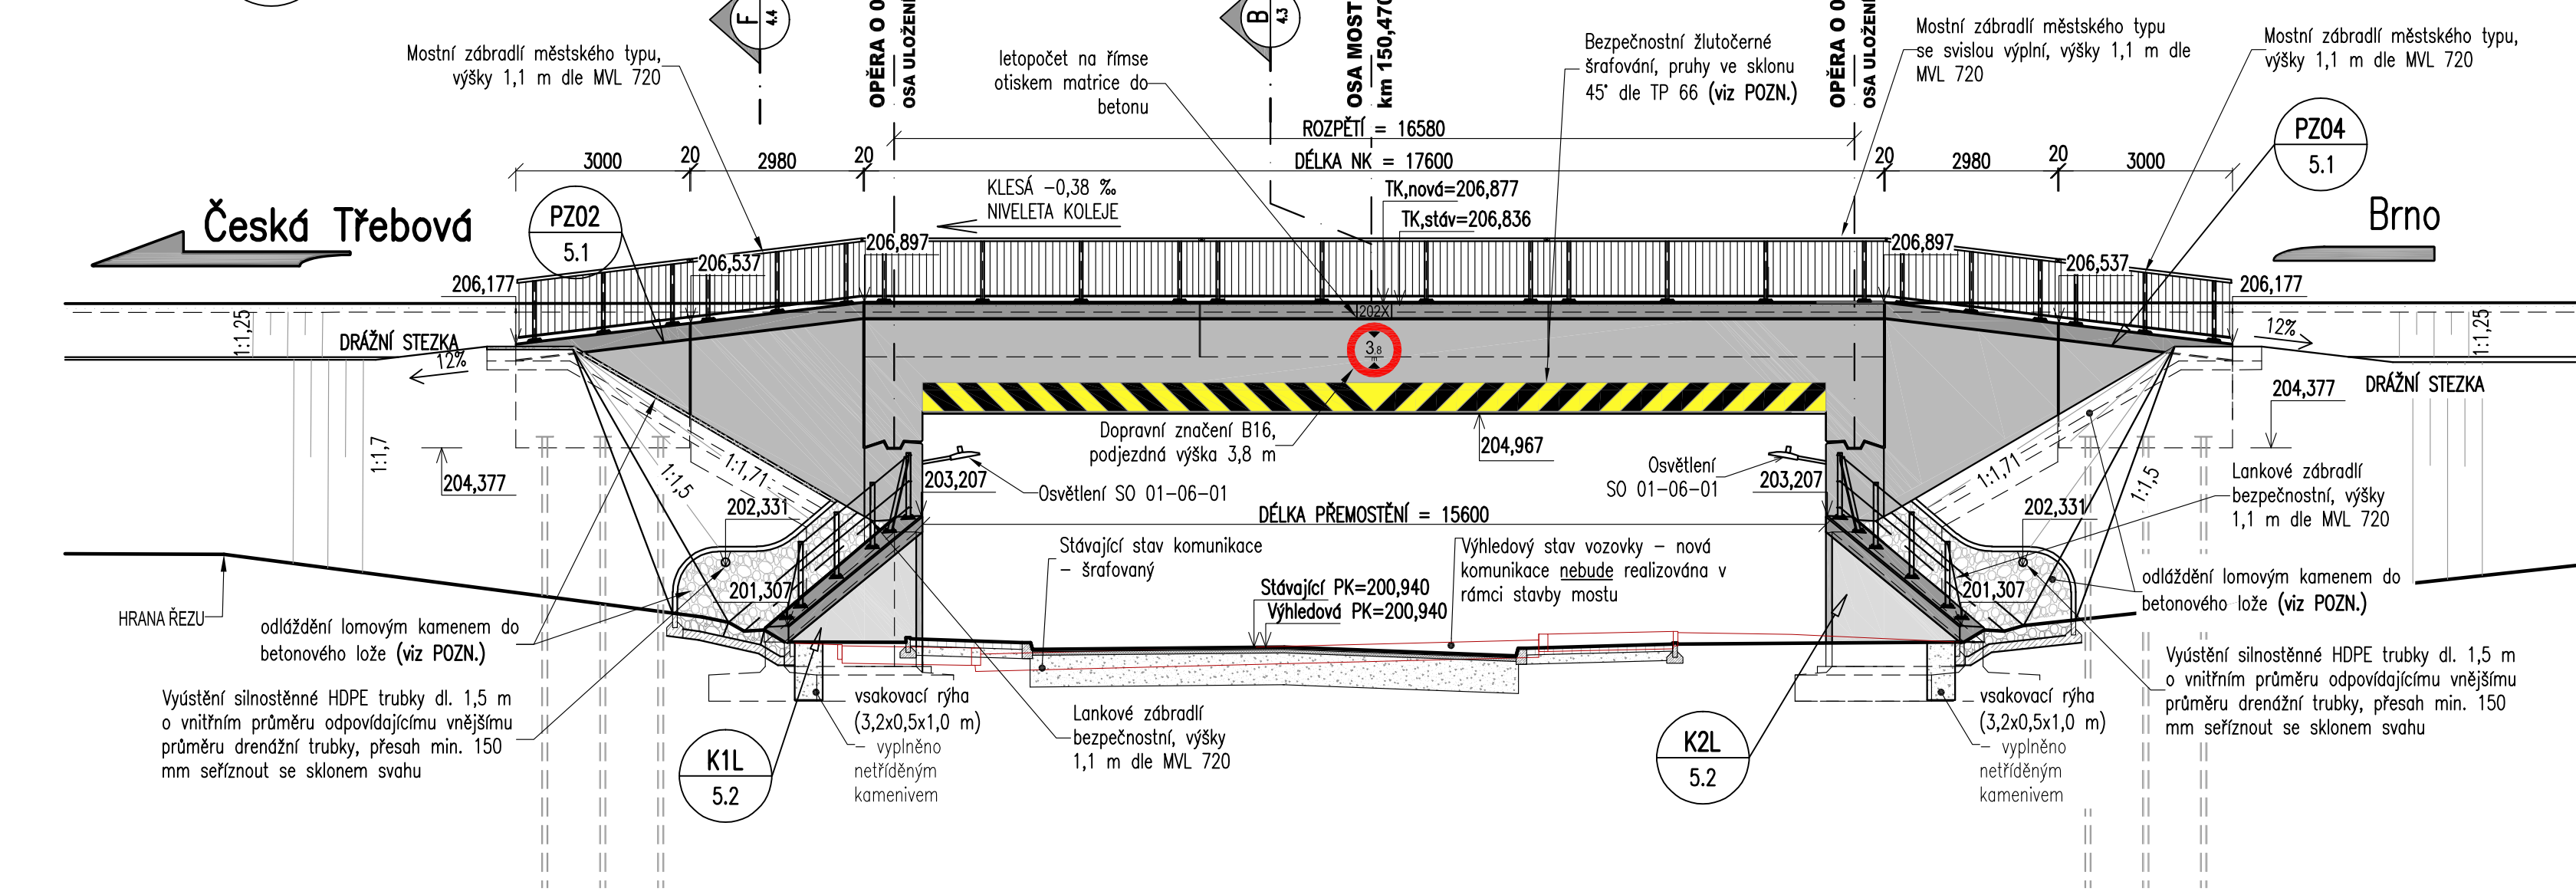 F
4.4
B
4.3
OPĚRA O 0
OSA ULOŽENÍ
OSA MOST
km 150,470
OPĚRA O 0
OSA ULOŽENÍ
Mostní zábradlí městského typu,
výšky 1,1 m dle MVL 720
letopočet na římse
otiskem matrice do
betonu
Bezpečnostní žlutočerné
šrafování, pruhy ve sklonu
45° dle TP 66 (viz POZN.)
Mostní zábradlí městského typu
se svislou výplní, výšky 1,1 m dle
MVL 720
Mostní zábradlí městského typu,
výšky 1,1 m dle MVL 720
PZ04
5.1
ROZPĚTÍ = 16580
3000
20
2980
20
DÉLKA NK = 17600
20
2980
20
3000
KLESÁ -0,38 ‰
NIVELETA KOLEJE
TK,nová=206,877
TK,stáv=206,836
Česká Třebová
PZ02
5.1
Brno
206,177
206,537
206,897
206,897
206,537
206,177
202X
3.8
m
1:1,25
DRÁŽNÍ STEZKA
12%
12%
1:1,25
DRÁŽNÍ STEZKA
1:1,7
204,377
1:1,5
1:1,71
204,377
1:1,71
1:1,5
Dopravní značení B16,
podjezdná výška 3,8 m
204,967
203,207
Osvětlení SO 01-06-01
Osvětlení
SO 01-06-01
203,207
Lankové zábradlí
bezpečnostní, výšky
1,1 m dle MVL 720
202,331
DÉLKA PŘEMOSTĚNÍ = 15600
202,331
Stávající stav komunikace
- šrafovaný
Výhledový stav vozovky - nová
komunikace nebude realizována v
rámci stavby mostu
201,307
Stávající PK=200,940
Výhledová PK=200,940
201,307
HRANA ŘEZU
odláždění lomovým kamenem do
betonového lože (viz POZN.)
odláždění lomovým kamenem do
betonového lože (viz POZN.)
Vyústění silnostěnné HDPE trubky dl. 1,5 m
o vnitřním průměru odpovídajícímu vnějšímu
průměru drenážní trubky, přesah min. 150
mm seříznout se sklonem svahu
K1L
5.2
vsakovací rýha
(3,2x0,5x1,0 m)
- vyplněno
netříděným
kamenivem
Lankové zábradlí
bezpečnostní, výšky
1,1 m dle MVL 720
K2L
5.2
vsakovací rýha
(3,2x0,5x1,0 m)
- vyplněno
netříděným
kamenivem
Vyústění silnostěnné HDPE trubky dl. 1,5 m
o vnitřním průměru odpovídajícímu vnějšímu
průměru drenážní trubky, přesah min. 150
mm seříznout se sklonem svahu